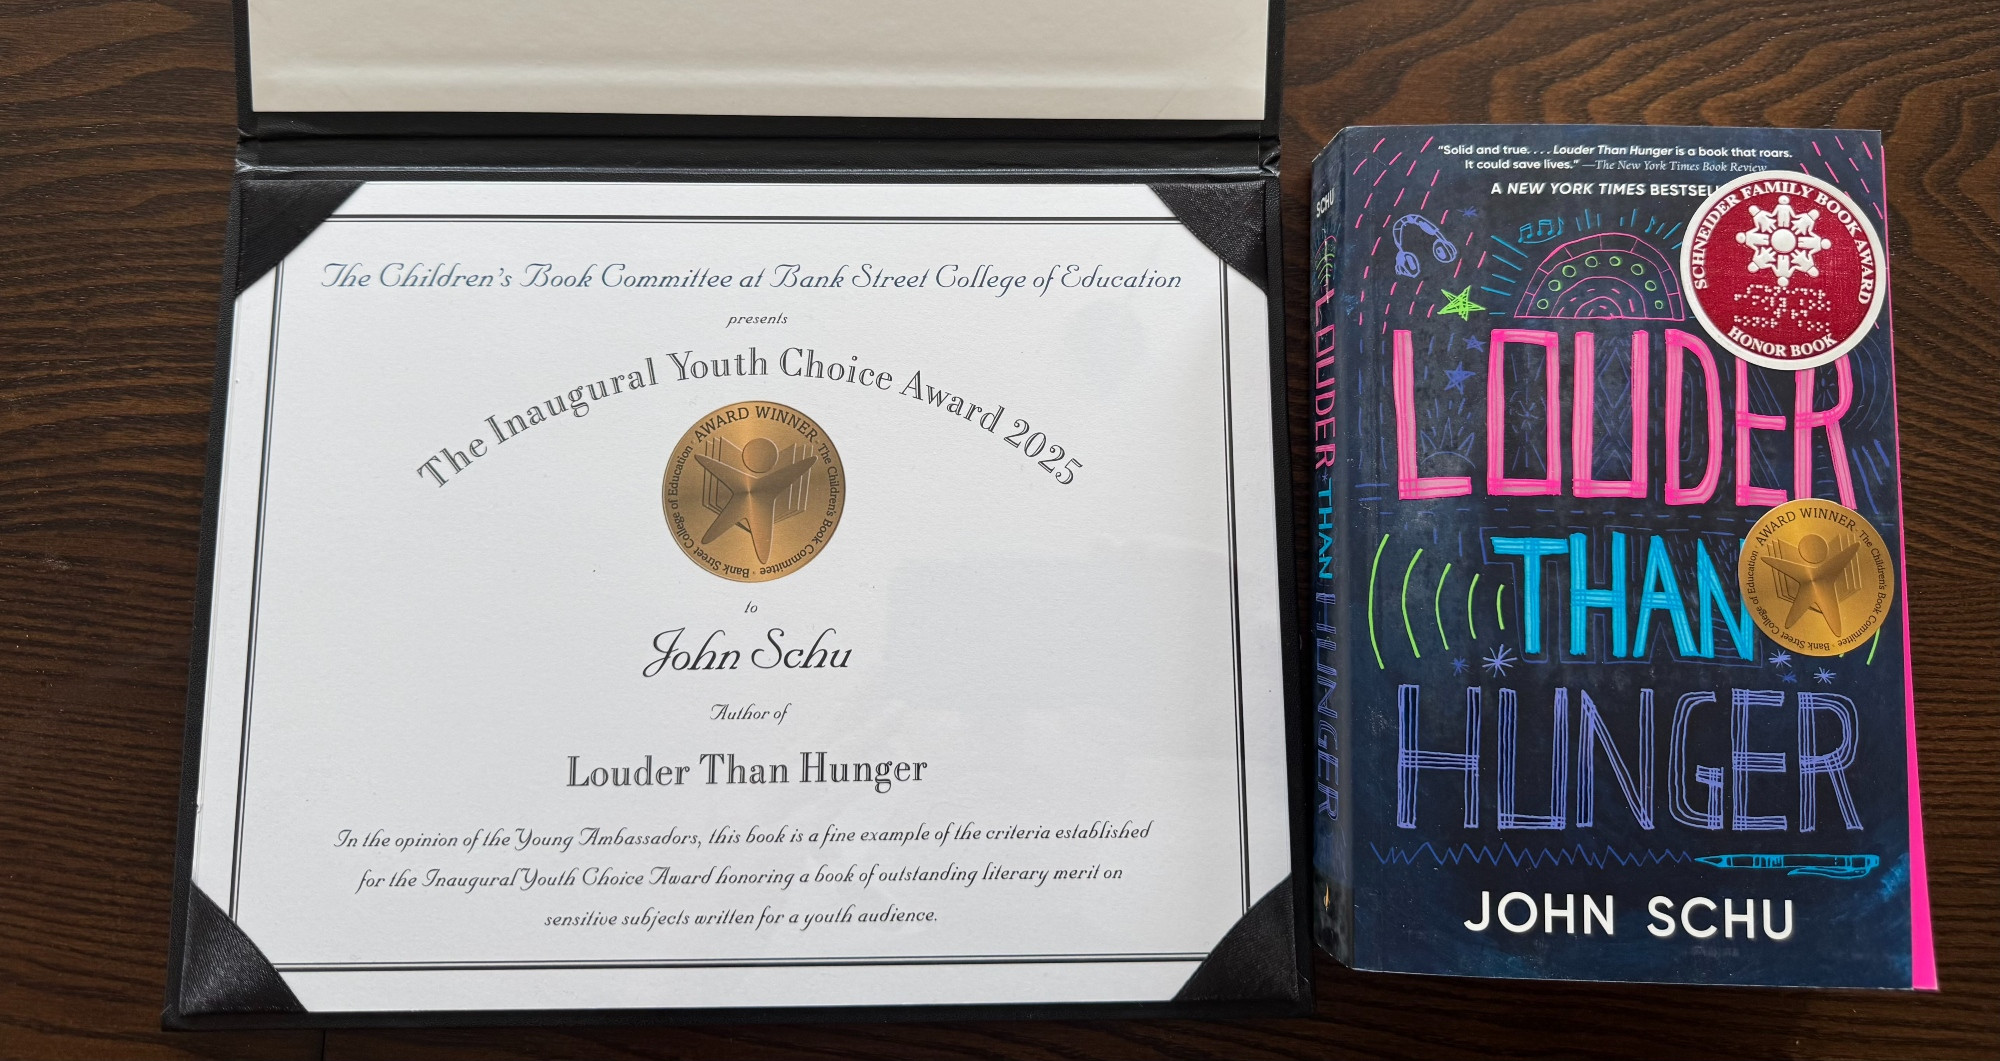 The Children's Book Committee at Bank Street College of Education
presents
The Inaugural Youth Choice Award 2025
AWARD WINNER · The Children's Book Committee · Bank Street College of Education ·
to
John Schu
Author of
Louder Than Hunger
In the opinion of the Young Ambassadors, this book is a fine example of the criteria established
for the Inaugural Youth Choice Award honoring a book of outstanding literary merit on
sensitive subjects written for a youth audience.
SCHU
LOUDER THAN HUNGER
"Solid and true. . . . Louder Than Hunger is a book that roars.
It could save lives." —The New York Times Book Review
A NEW YORK TIMES BESTSELL
SCHNEIDER FAMILY BOOK AWARD
HONOR BOOK
LOUDER
THAN
AWARD WINNER · The Children's Book Committee · Bank Street College of Education ·
HUNGER
JOHN SCHU